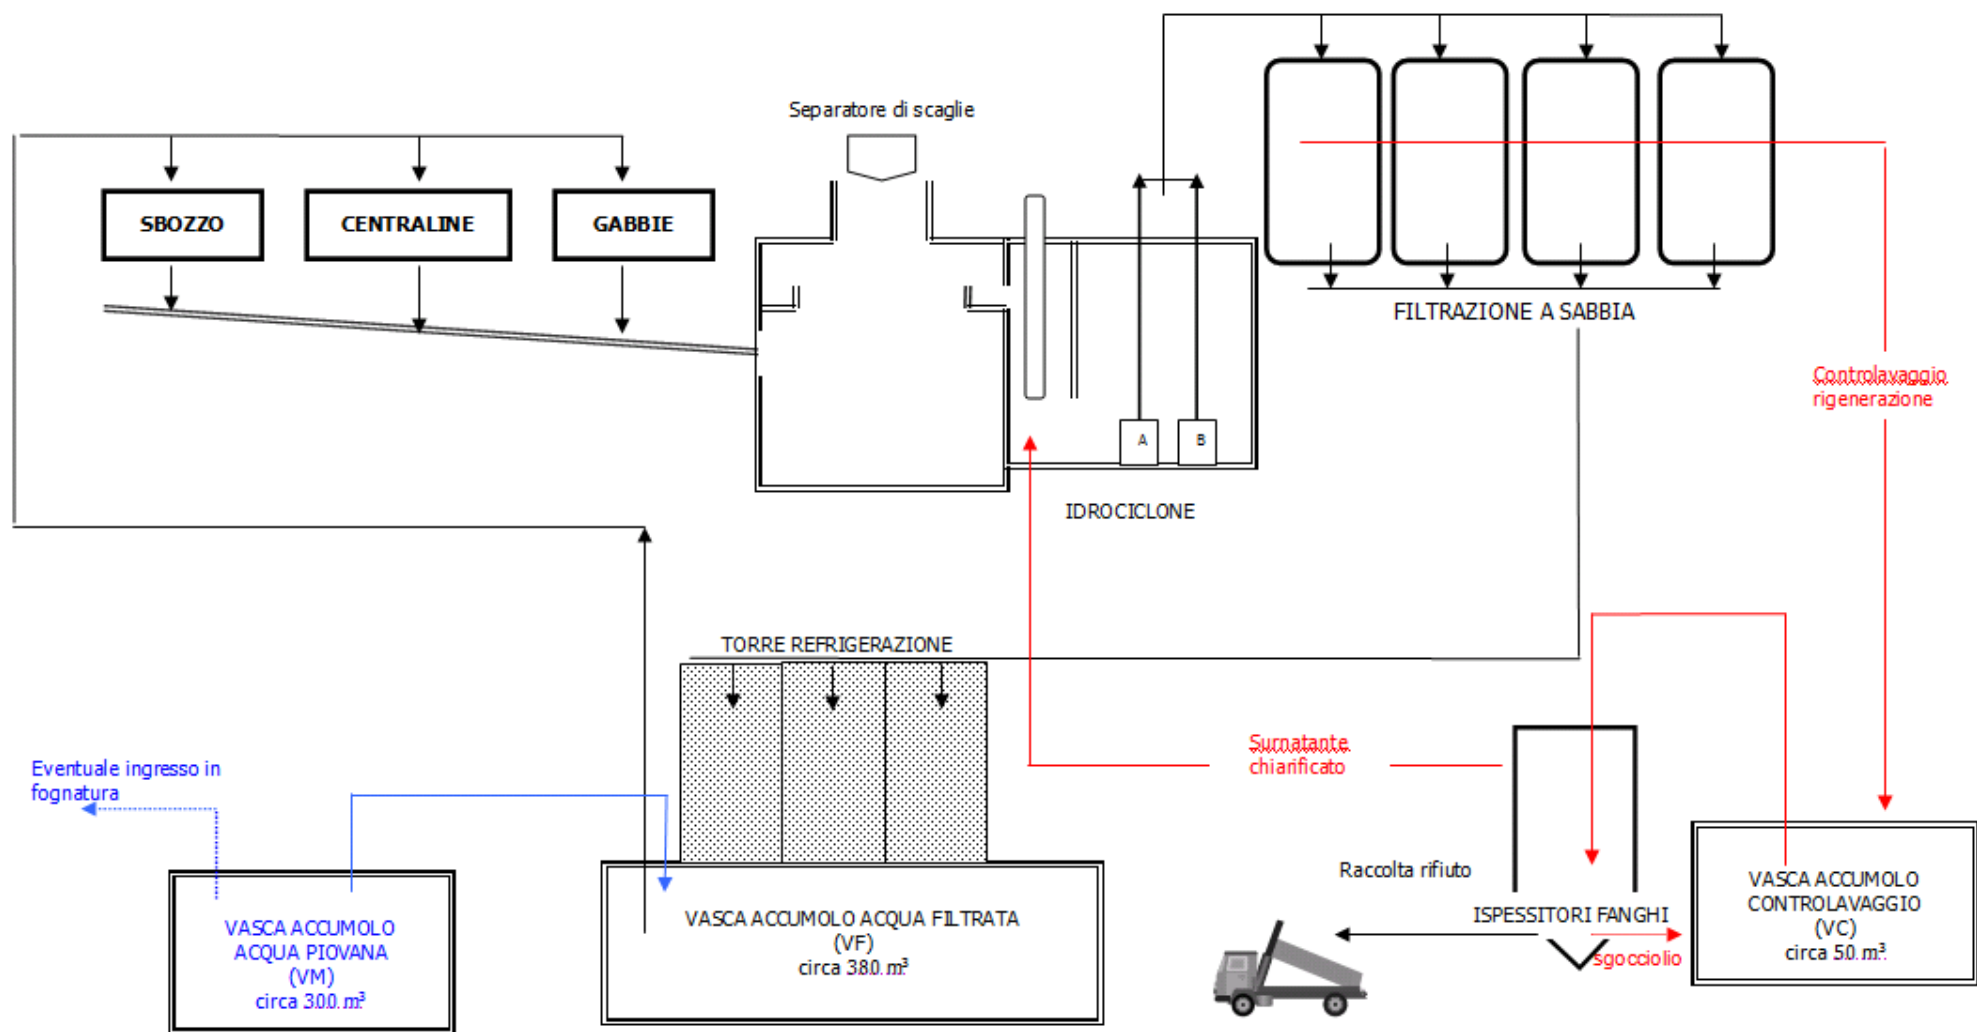 Separatore di scaglie
SBOZZO
CENTRALINE
GABBIE
FILTRAZIONE A SABBIA
Controlavaggio
rigenerazione
A
B
IDROCICLONE
TORRE REFRIGERAZIONE
Surnatante
chiarificato
Eventuale ingresso in
fognatura
Raccolta rifiuto
ISPESSITORI FANGHI
sgocciolio
VASCA ACCUMOLO
CONTROLAVAGGIO
(VC)
circa 50 m³
VASCA ACCUMOLO ACQUA FILTRATA
(VF)
circa 380 m³
VASCA ACCUMOLO
ACQUA PIOVANA
(VM)
circa 300 m³